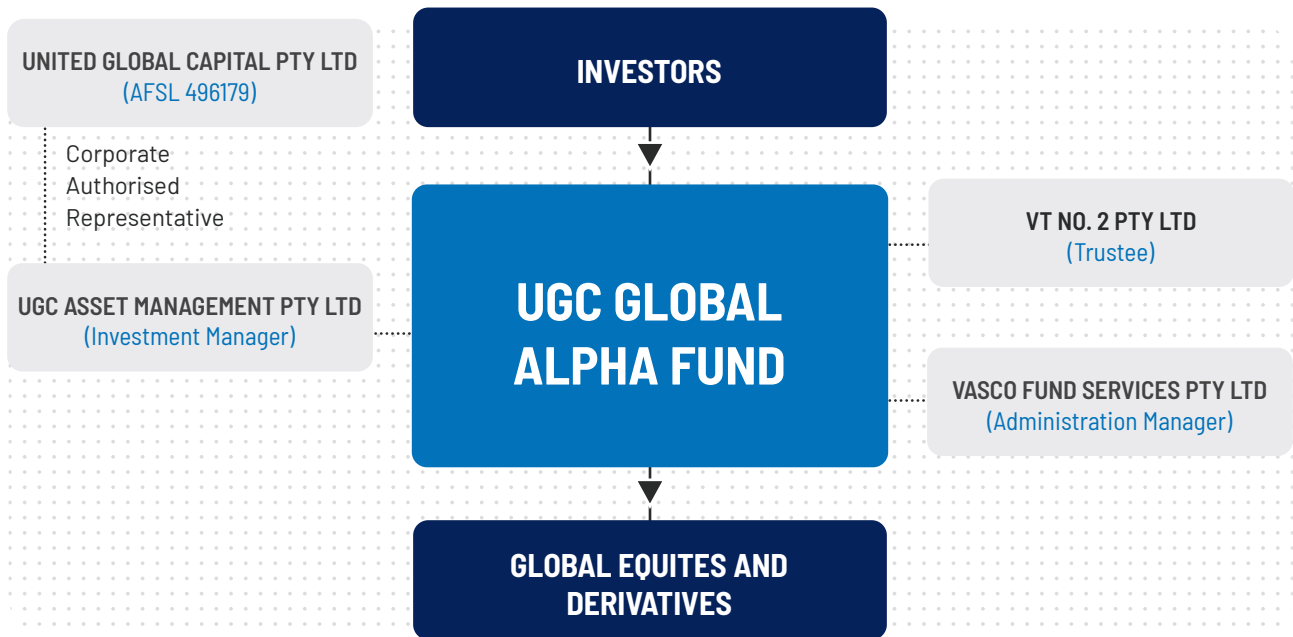 UNITED GLOBAL CAPITAL PTY LTD
(AFSL 496179)
INVESTORS
Corporate
Authorised
Representative
VT NO. 2 PTY LTD
(Trustee)
UGC ASSET MANAGEMENT PTY LTD
(Investment Manager)
UGC GLOBAL
ALPHA FUND
VASCO FUND SERVICES PTY LTD
(Administration Manager)
GLOBAL EQUITES AND
DERIVATIVES